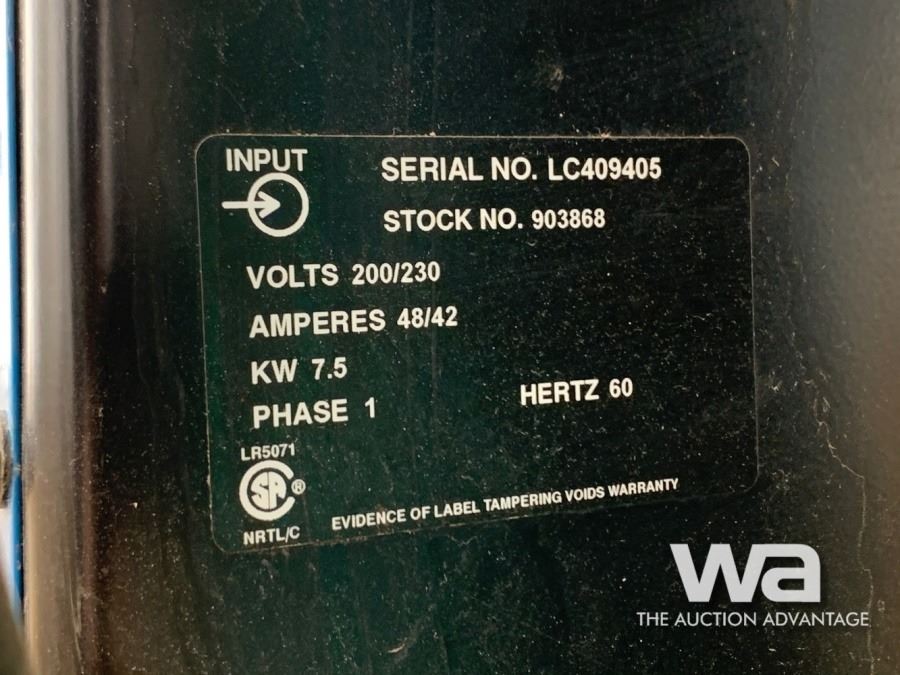 INPUT
SERIAL NO. LC409405
STOCK NO. 903868
VOLTS 200/230
AMPERES 48/42
KW 7.5
PHASE 1
HERTZ 60
LR5071
SA ®
NRTL/C
EVIDENCE OF LABEL TAMPERING VOIDS WARRANTY
wa
THE AUCTION ADVANTAGE